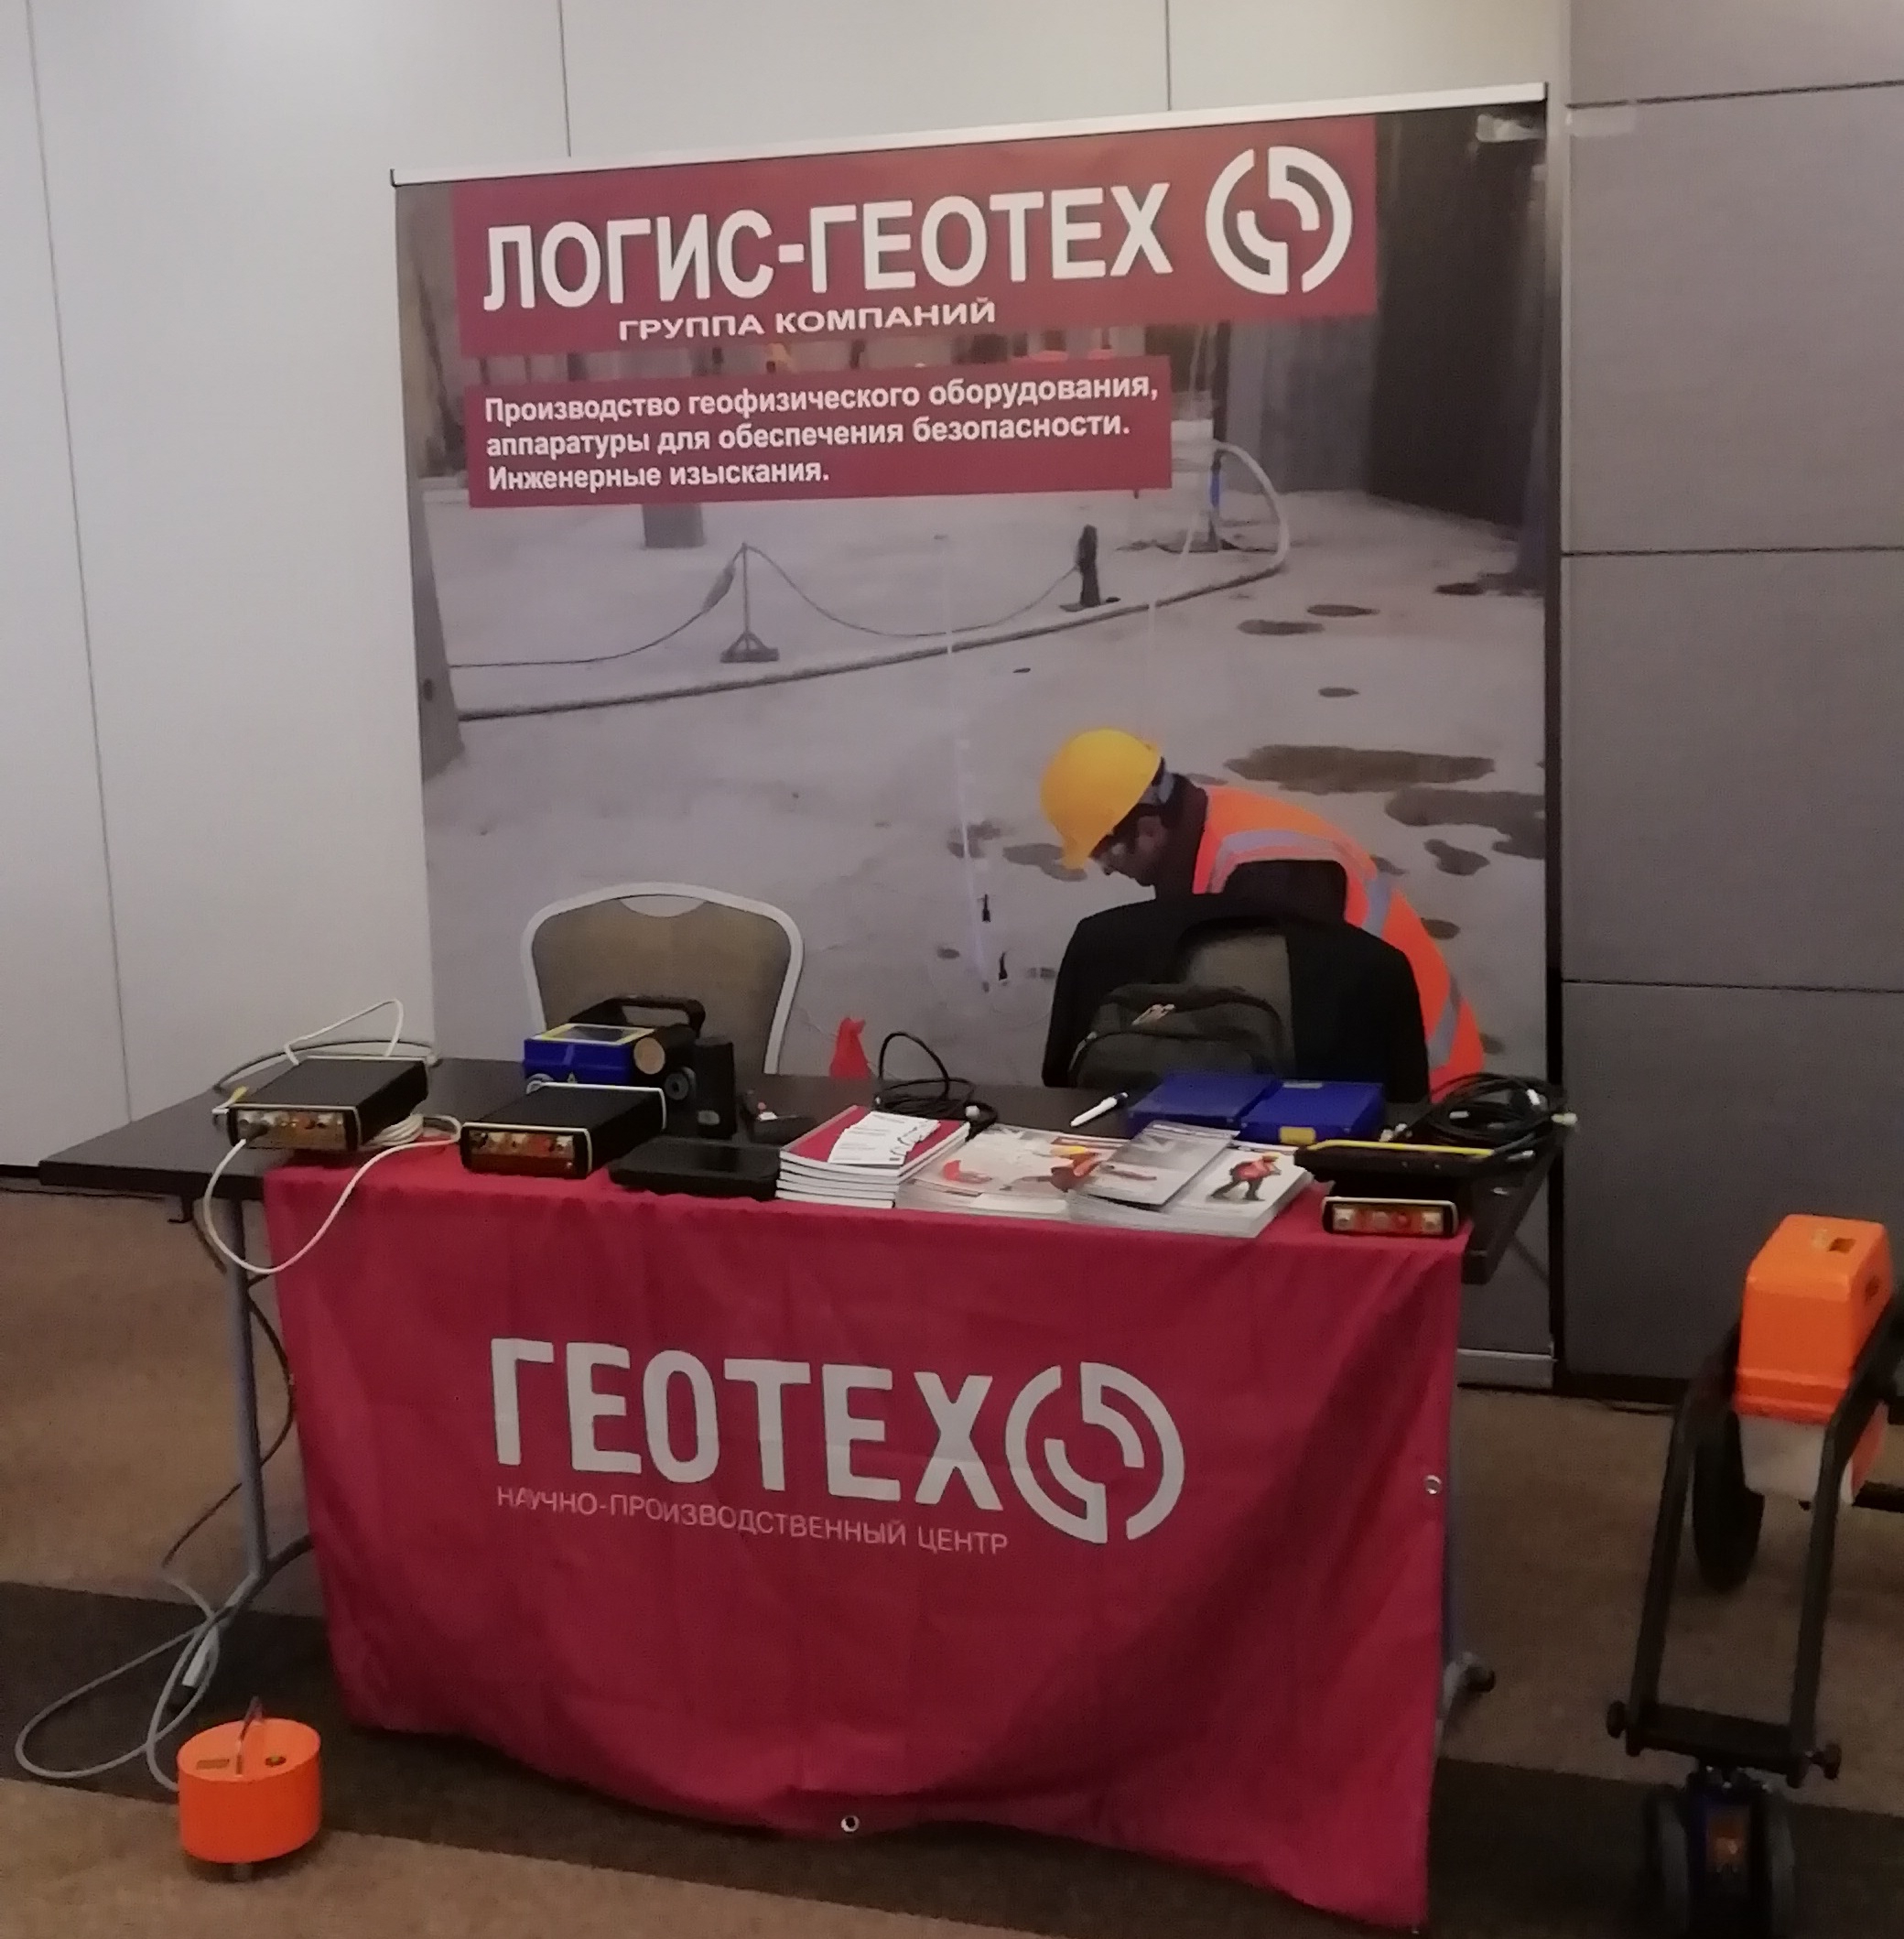 ЛОГИС-ГЕОТЕХ
ГРУППА КОМПАНИЙ
Производство геофизического оборудования,
аппаратуры для обеспечения безопасности.
Инженерные изыскания.
ГЕОТЕХ
НАУЧНО-ПРОИЗВОДСТВЕННЫЙ ЦЕНТР